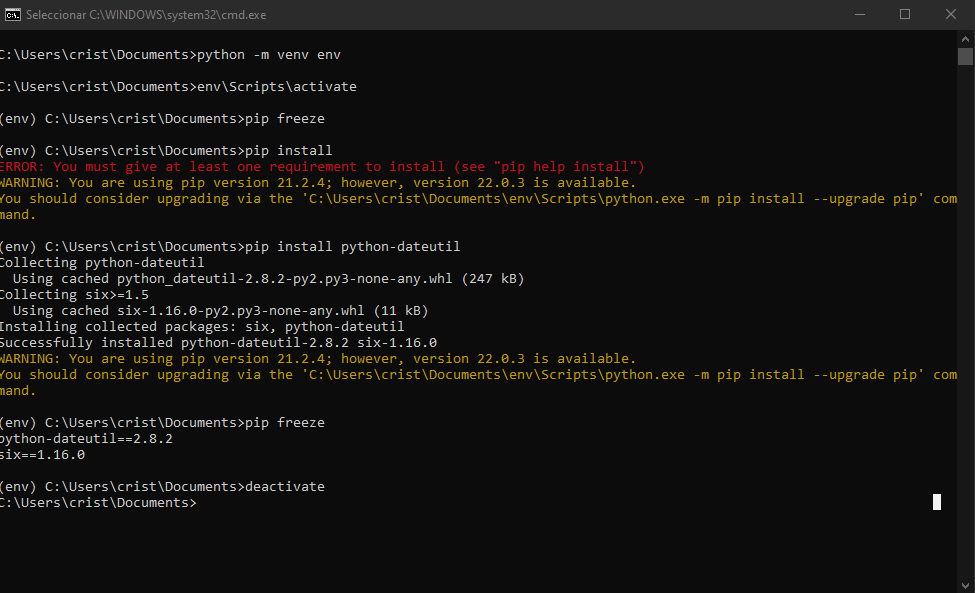 Seleccionar C:\WINDOWS\system32\cmd.exe
C:\Users\crist\Documents>python -m venv env
C:\Users\crist\Documents>env\Scripts\activate
(env) C:\Users\crist\Documents>pip freeze
(env) C:\Users\crist\Documents>pip install
ERROR: You must give at least one requirement to install (see "pip help install")
WARNING: You are using pip version 21.2.4; however, version 22.0.3 is available.
You should consider upgrading via the 'C:\Users\crist\Documents\env\Scripts\python.exe -m pip install --upgrade pip' com
mand.
(env) C:\Users\crist\Documents>pip install python-dateutil
Collecting python-dateutil
  Using cached python_dateutil-2.8.2-py2.py3-none-any.whl (247 kB)
Collecting six>=1.5
  Using cached six-1.16.0-py2.py3-none-any.whl (11 kB)
Installing collected packages: six, python-dateutil
Successfully installed python-dateutil-2.8.2 six-1.16.0
WARNING: You are using pip version 21.2.4; however, version 22.0.3 is available.
You should consider upgrading via the 'C:\Users\crist\Documents\env\Scripts\python.exe -m pip install --upgrade pip' com
mand.
(env) C:\Users\crist\Documents>pip freeze
python-dateutil==2.8.2
six==1.16.0
(env) C:\Users\crist\Documents>deactivate
C:\Users\crist\Documents>